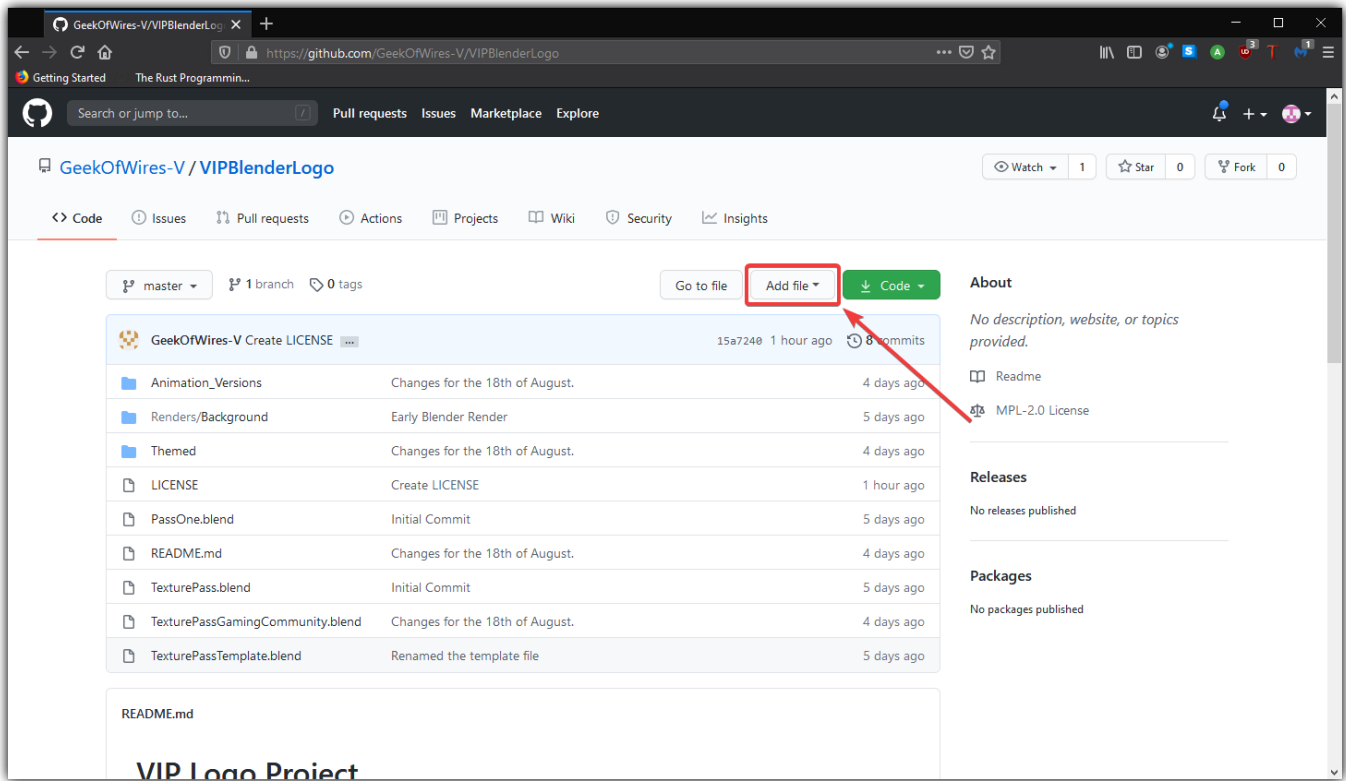 GeekOfWires-V/VIPBlenderLog
https://github.com/GeekOfWires-V/VIPBlenderLogo
S A uD 3 T 1
Getting Started The Rust Programmin...
Search or jump to... / Pull requests Issues Marketplace Explore
GeekOfWires-V / VIPBlenderLogo Watch 1 Star 0 Fork 0
Code Issues Pull requests Actions Projects Wiki Security Insights
master 1 branch 0 tags Go to file Add file Code
GeekOfWires-V Create LICENSE ... 15a7240 1 hour ago 8 commits
Animation_Versions Changes for the 18th of August. 4 days ago
Renders/Background Early Blender Render 5 days ago
Themed Changes for the 18th of August. 4 days ago
LICENSE Create LICENSE 1 hour ago
PassOne.blend Initial Commit 5 days ago
README.md Changes for the 18th of August. 4 days ago
TexturePass.blend Initial Commit 5 days ago
TexturePassGamingCommunity.blend Changes for the 18th of August. 4 days ago
TexturePassTemplate.blend Renamed the template file 5 days ago
README.md
VIP Logo Project
About
No description, website, or topics
provided.
Readme
MPL-2.0 License
Releases
No releases published
Packages
No packages published